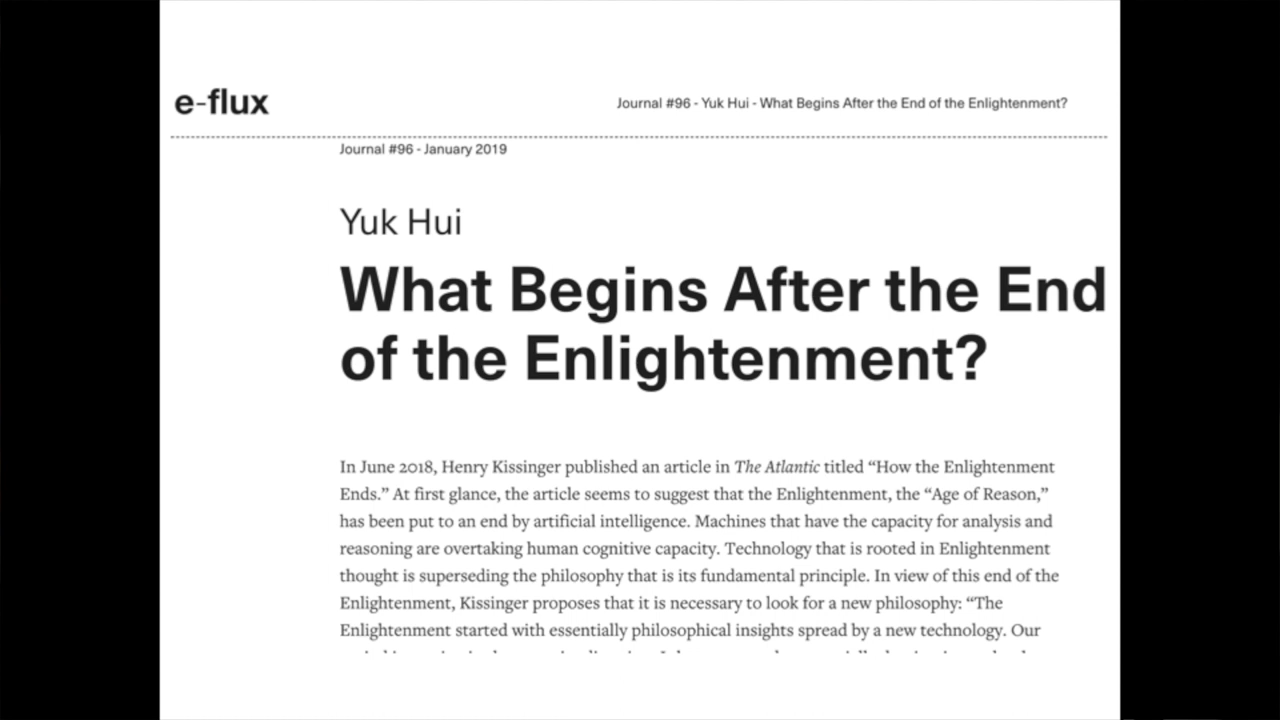 e-flux
Journal #96 - Yuk Hui - What Begins After the End of the Enlightenment?
Journal #96 - January 2019
Yuk Hui
What Begins After the End
of the Enlightenment?
In June 2018, Henry Kissinger published an article in The Atlantic titled “How the Enlightenment
Ends.” At first glance, the article seems to suggest that the Enlightenment, the “Age of Reason,”
has been put to an end by artificial intelligence. Machines that have the capacity for analysis and
reasoning are overtaking human cognitive capacity. Technology that is rooted in Enlightenment
thought is superseding the philosophy that is its fundamental principle. In view of this end of the
Enlightenment, Kissinger proposes that it is necessary to look for a new philosophy: “The
Enlightenment started with essentially philosophical insights spread by a new technology. Our